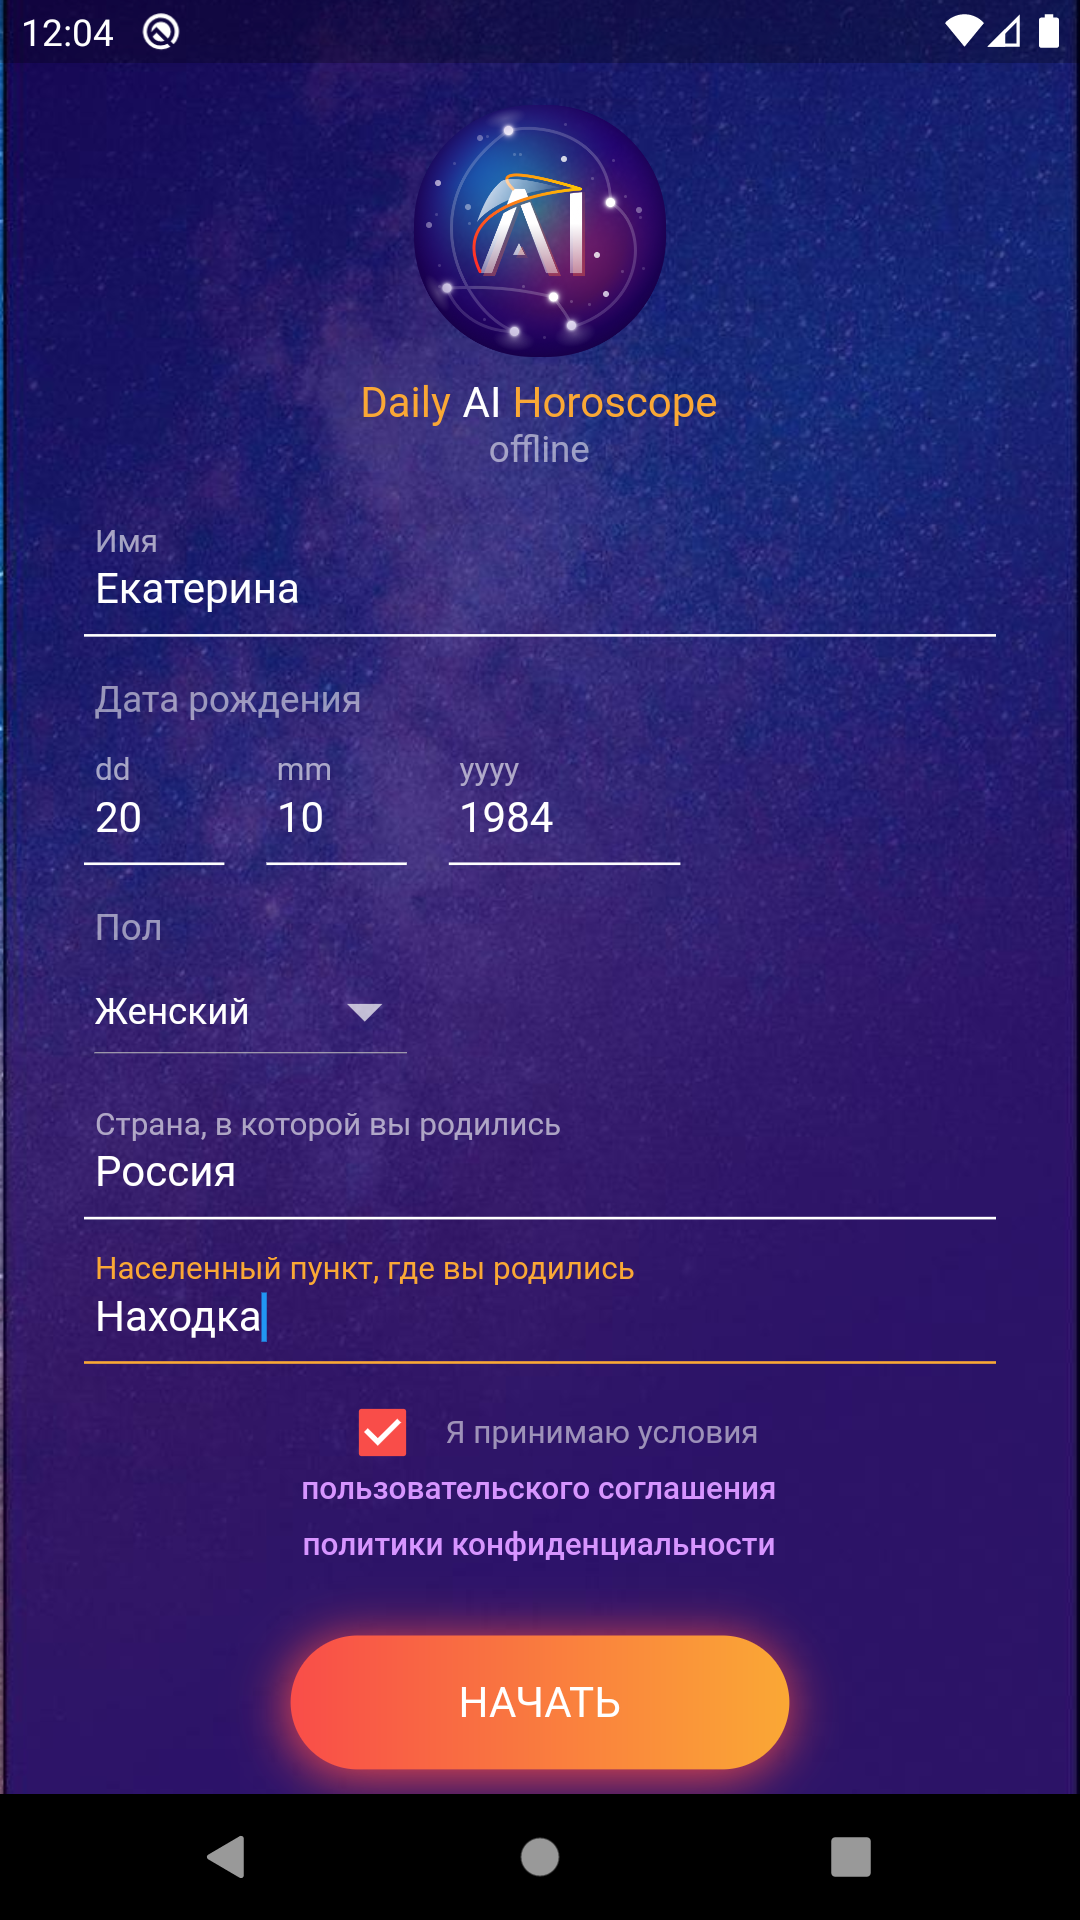 12:04
AI
Daily AI Horoscope
offline
Имя
Екатерина
Дата рождения
dd mm yyyy
20 10 1984
Пол
Женский
Страна, в которой вы родились
Россия
Населенный пункт, где вы родились
Находка
Я принимаю условия
пользовательского соглашения
политики конфиденциальности
НАЧАТЬ